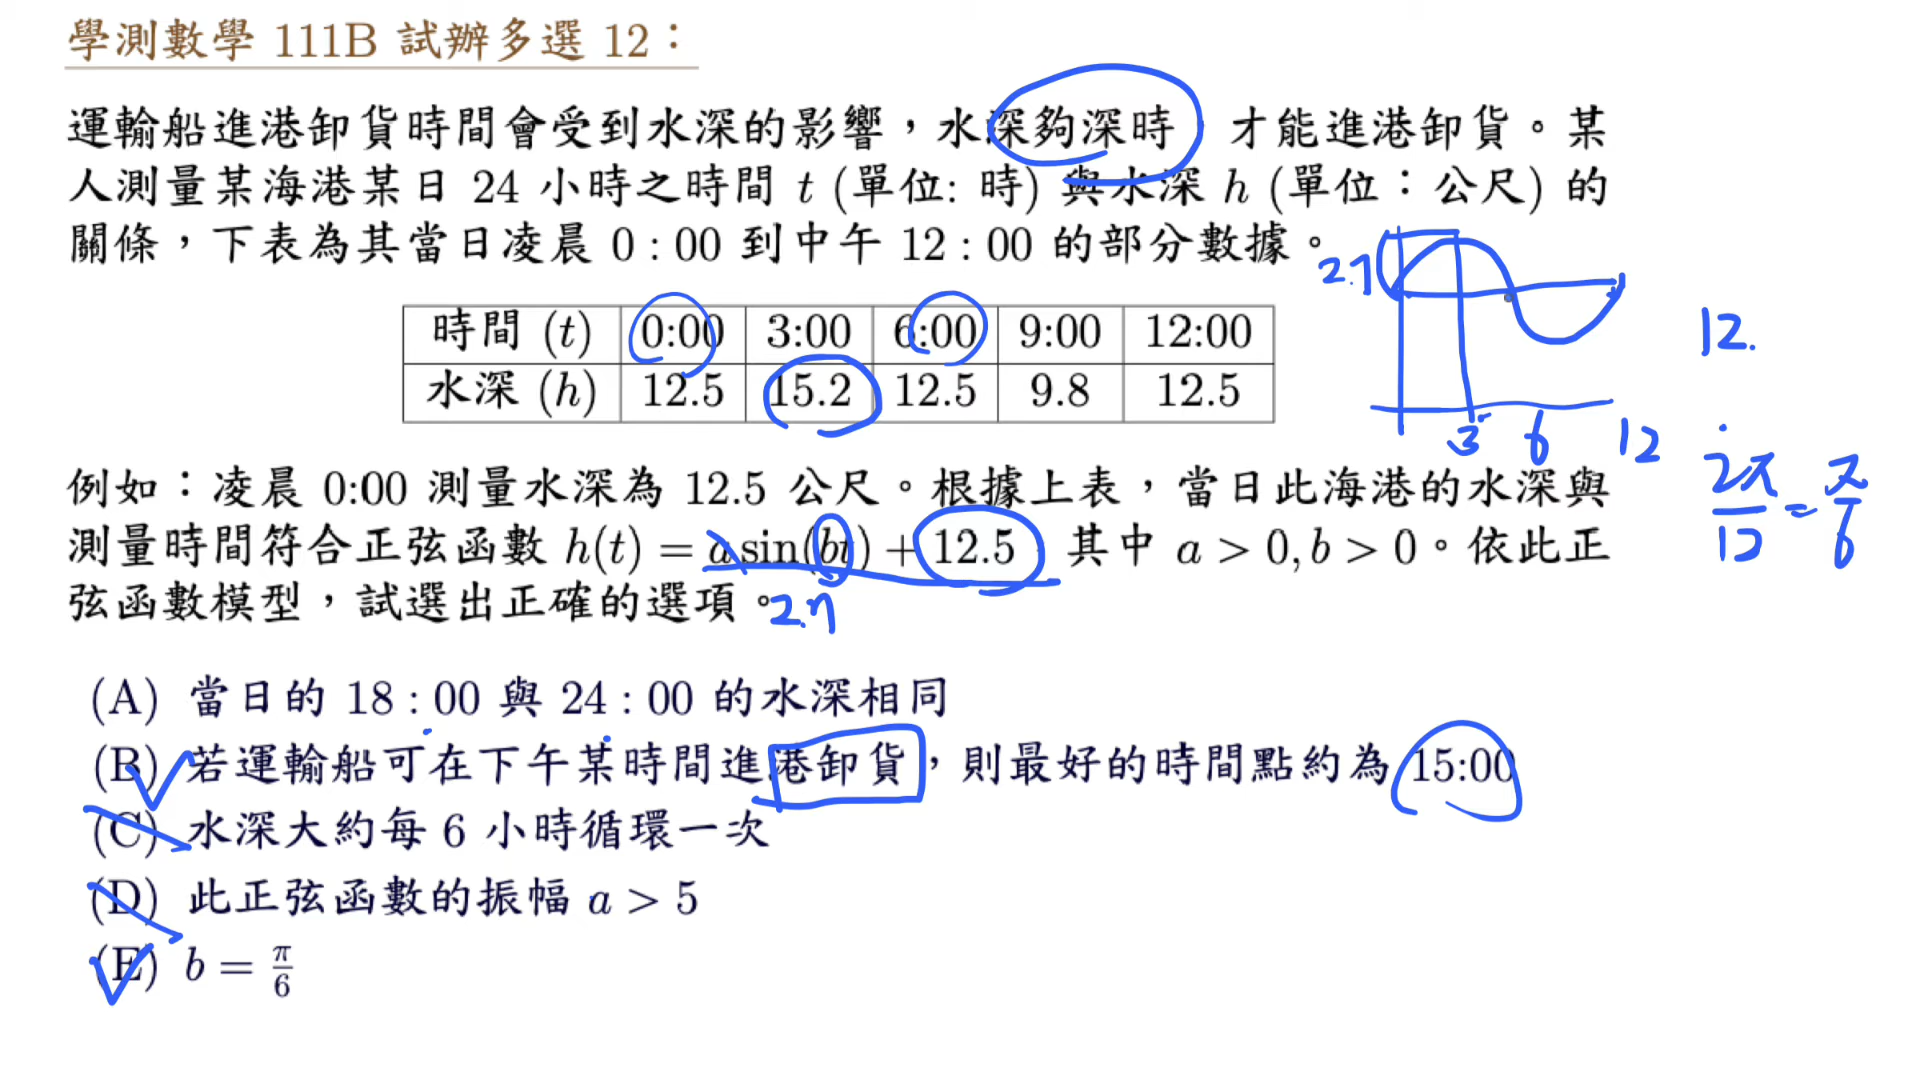 學測數學 111B 試辦多選 12：
運輸船進港卸貨時間會受到水深的影響，水深夠深時 才能進港卸貨。某
人測量某海港某日 24 小時之時間 t (單位: 時) 與水深 h (單位：公尺) 的
關條，下表為其當日凌晨 0 : 00 到中午 12 : 00 的部分數據。
2.7
3 6 12
12.
2π/12 = π/6
時間 (t) 0:00 3:00 6:00 9:00 12:00
水深 (h) 12.5 15.2 12.5 9.8 12.5
例如：凌晨 0:00 測量水深為 12.5 公尺。根據上表，當日此海港的水深與
測量時間符合正弦函數 h(t) = a sin(bt) + 12.5 其中 a > 0, b > 0。依此正
弦函數模型，試選出正確的選項。
2.7
(A) 當日的 18 : 00 與 24 : 00 的水深相同
(B) 若運輸船可在下午某時間進港卸貨，則最好的時間點約為 15:00
(C) 水深大約每 6 小時循環一次
(D) 此正弦函數的振幅 a > 5
(E) b = π/6